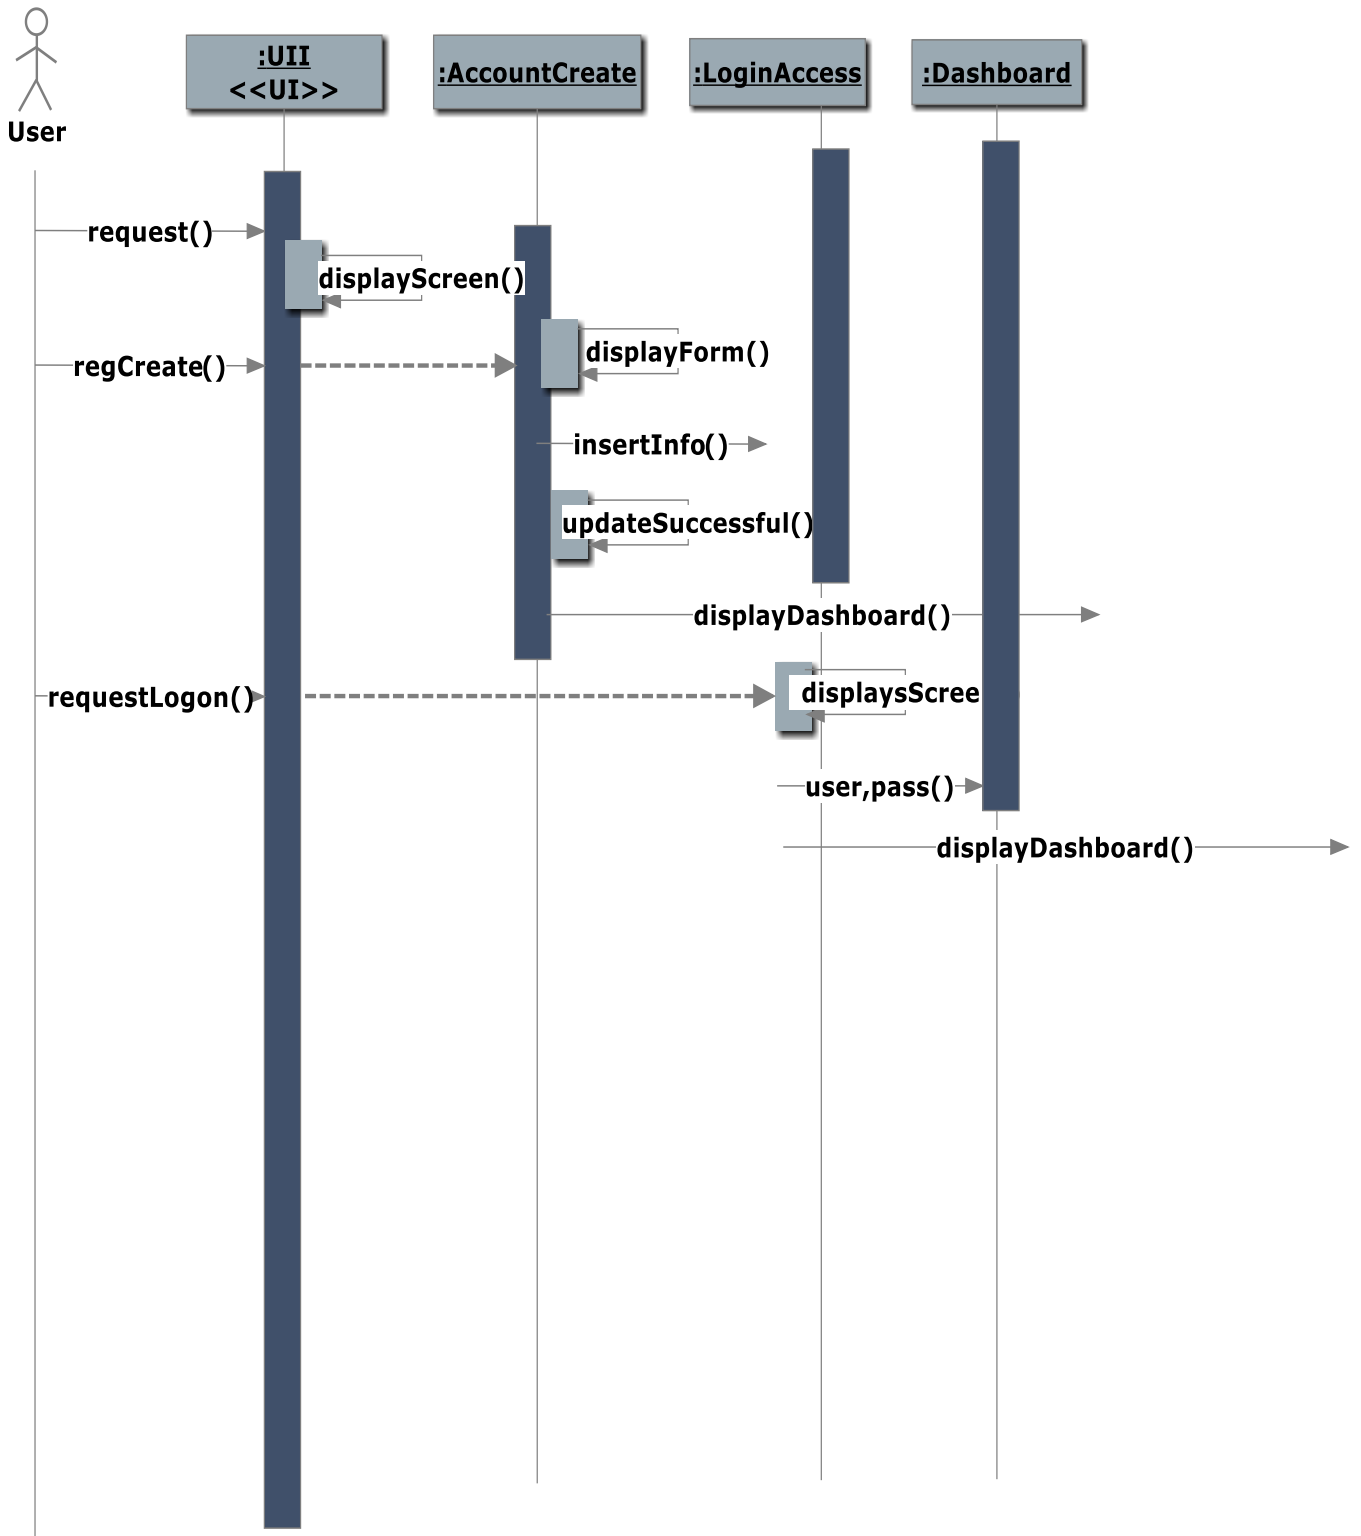 :UII
<<UI>>
:AccountCreate
:LoginAccess
:Dashboard
User
request()
displayScreen()
displayForm()
regCreate()
insertInfo()
updateSuccessful()
displayDashboard()
requestLogon()
displaysScree
user,pass()
displayDashboard()